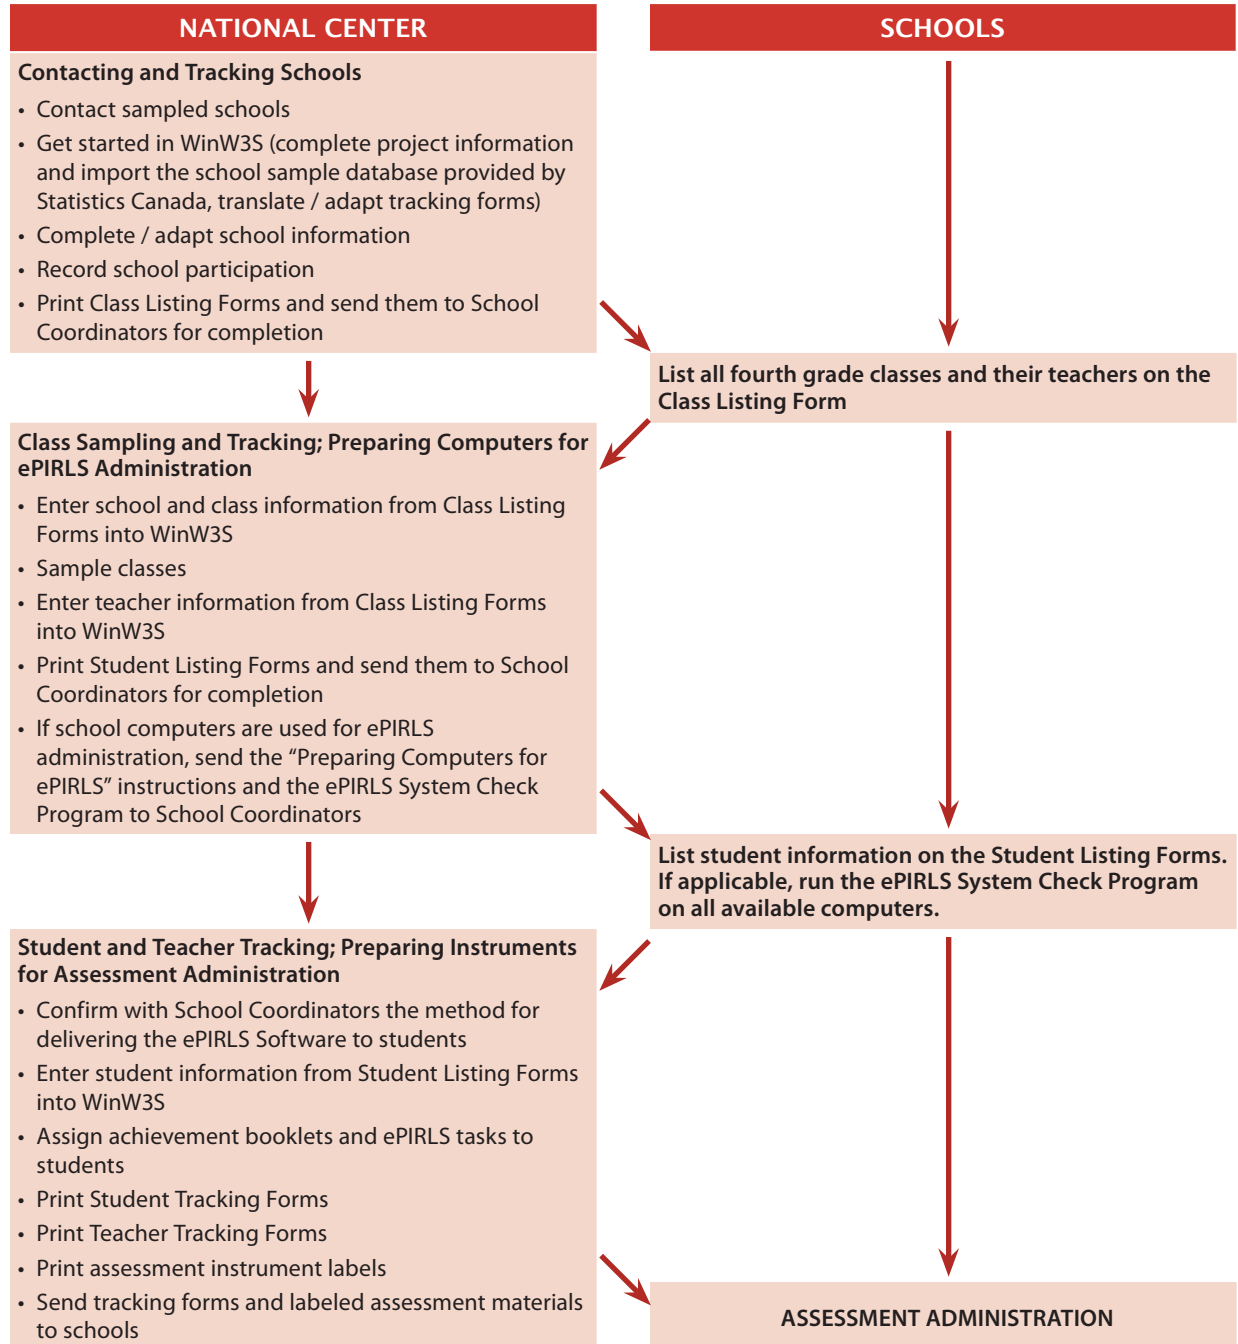 NATIONAL CENTER
SCHOOLS
Contacting and Tracking Schools
• Contact sampled schools
• Get started in WinW3S (complete project information
and import the school sample database provided by
Statistics Canada, translate / adapt tracking forms)
• Complete / adapt school information
• Record school participation
• Print Class Listing Forms and send them to School
Coordinators for completion
List all fourth grade classes and their teachers on the
Class Listing Form
Class Sampling and Tracking; Preparing Computers for
ePIRLS Administration
• Enter school and class information from Class Listing
Forms into WinW3S
• Sample classes
• Enter teacher information from Class Listing Forms
into WinW3S
• Print Student Listing Forms and send them to School
Coordinators for completion
• If school computers are used for ePIRLS
administration, send the “Preparing Computers for
ePIRLS” instructions and the ePIRLS System Check
Program to School Coordinators
List student information on the Student Listing Forms.
If applicable, run the ePIRLS System Check Program
on all available computers.
Student and Teacher Tracking; Preparing Instruments
for Assessment Administration
• Confirm with School Coordinators the method for
delivering the ePIRLS Software to students
• Enter student information from Student Listing Forms
into WinW3S
• Assign achievement booklets and ePIRLS tasks to
students
• Print Student Tracking Forms
• Print Teacher Tracking Forms
• Print assessment instrument labels
• Send tracking forms and labeled assessment materials
to schools
ASSESSMENT ADMINISTRATION